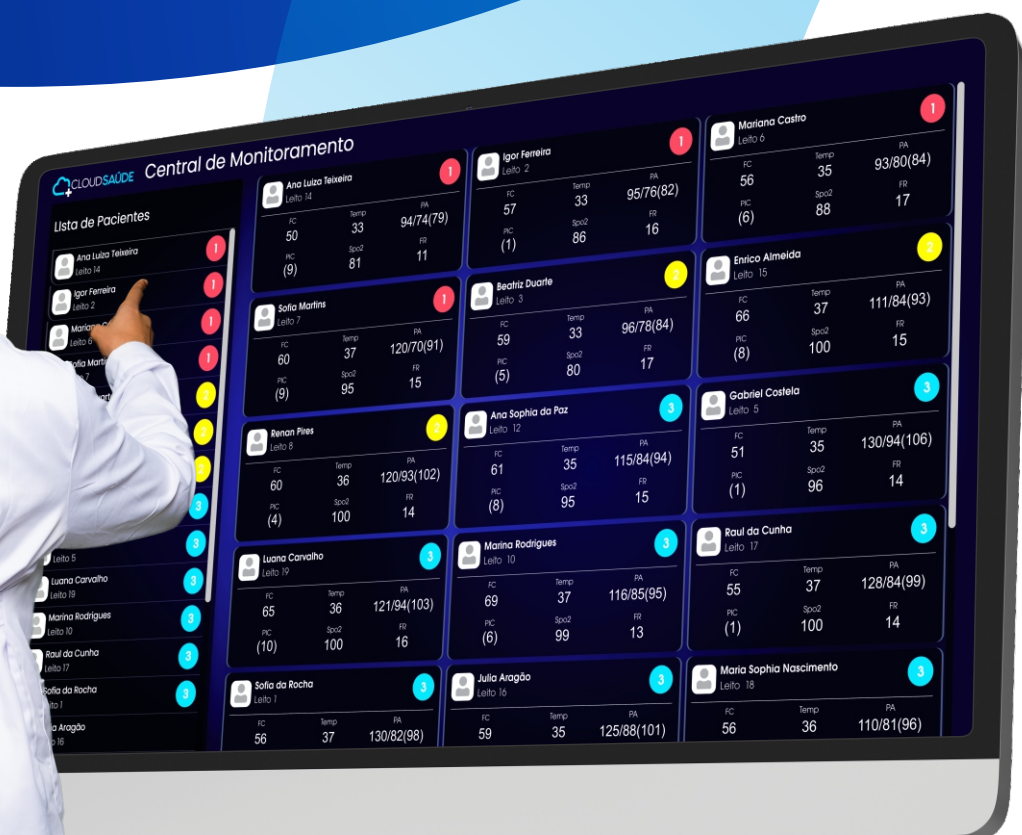 CLOUDSAÚDE
Central de Monitoramento
Lista de Pacientes
Ana Luiza Teixeira
Leito 14
1
Igor Ferreira
Leito 2
1
Mariana
Leito 6
1
Sofia Martins
7
1
2
2
2
3
Leito 5
3
Luana Carvalho
Leito 19
3
Marina Rodrigues
Leito 10
3
Raul da Cunha
Leito 17
3
Sofia da Rocha
Leito 1
3
Aragão
16
Ana Luiza Teixeira
Leito 14
1
FC Temp PA
50 33 94/74(79)
PIC Spo2 FR
(9) 81 11
Igor Ferreira
Leito 2
1
FC Temp PA
57 33 95/76(82)
PIC Spo2 FR
(1) 86 16
Mariana Castro
Leito 6
1
FC Temp PA
56 35 93/80(84)
PIC Spo2 FR
(6) 88 17
Sofia Martins
Leito 7
1
FC Temp PA
60 37 120/70(91)
PIC Spo2 FR
(9) 95 15
Beatriz Duarte
Leito 3
2
FC Temp PA
59 33 96/78(84)
PIC Spo2 FR
(5) 80 17
Enrico Almeida
Leito 15
2
FC Temp PA
66 37 111/84(93)
PIC Spo2 FR
(8) 100 15
Renan Pires
Leito 8
2
FC Temp PA
60 36 120/93(102)
PIC Spo2 FR
(4) 100 14
Ana Sophia da Paz
Leito 12
3
FC Temp PA
61 35 115/84(94)
PIC Spo2 FR
(8) 95 15
Gabriel Costela
Leito 5
3
FC Temp PA
51 35 130/94(106)
PIC Spo2 FR
(1) 96 14
Luana Carvalho
Leito 19
3
FC Temp PA
65 36 121/94(103)
PIC Spo2 FR
(10) 100 16
Marina Rodrigues
Leito 10
3
FC Temp PA
69 37 116/85(95)
PIC Spo2 FR
(6) 99 13
Raul da Cunha
Leito 17
3
FC Temp PA
55 37 128/84(99)
PIC Spo2 FR
(1) 100 14
Sofia da Rocha
Leito 1
3
FC Temp PA
56 37 130/82(98)
Julia Aragão
Leito 16
3
FC Temp PA
59 35 125/88(101)
Maria Sophia Nascimento
Leito 18
3
FC Temp PA
56 36 110/81(96)